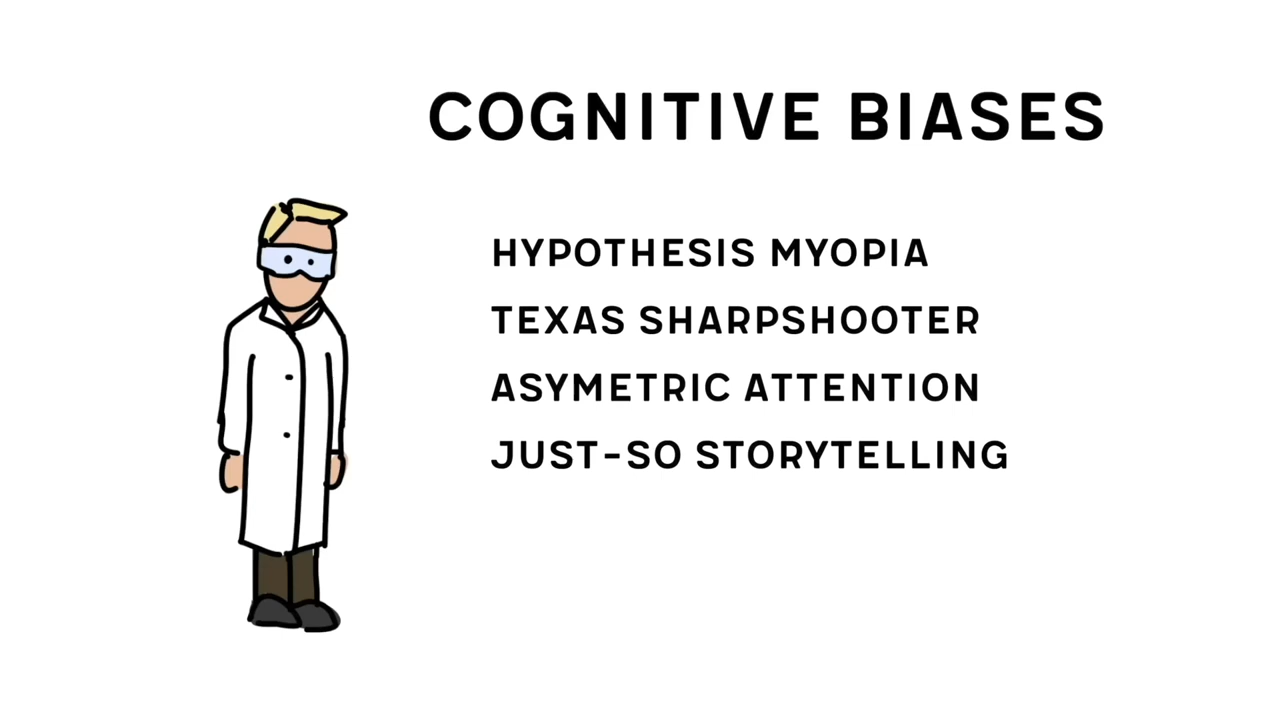 COGNITIVE BIASES
HYPOTHESIS MYOPIA
TEXAS SHARPSHOOTER
ASYMETRIC ATTENTION
JUST-SO STORYTELLING